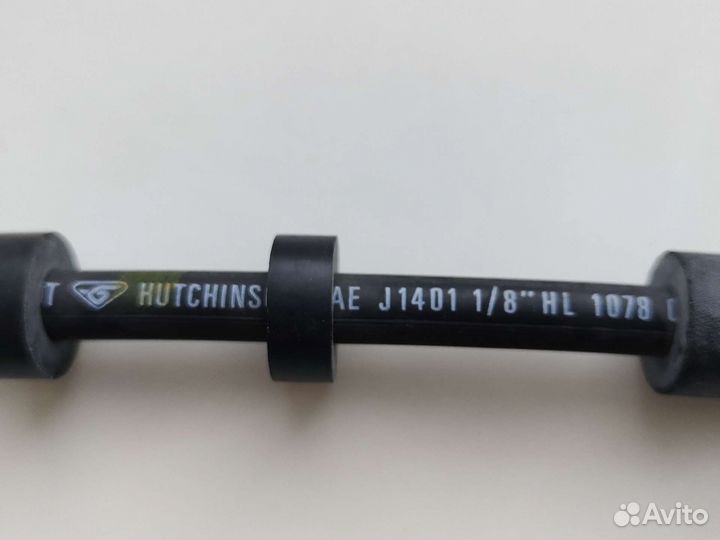 T HUTCHINS AE J1401 1/8" HL 1078
Avito